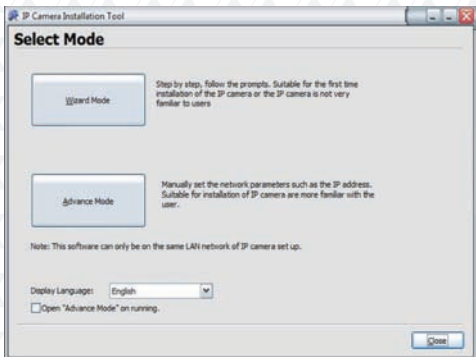 IP Camera Installation Tool
Select Mode
Wizard Mode
Step by step, follow the prompts. Suitable for the first time
installation of the IP camera or the IP camera is not very
familiar to users
Advance Mode
Manually set the network parameters such as the IP address.
Suitable for installation of IP camera are more familiar with the
user.
Note: This software can only be on the same LAN network of IP camera set up.
Display Language: English
Open "Advance Mode" on running.
Close